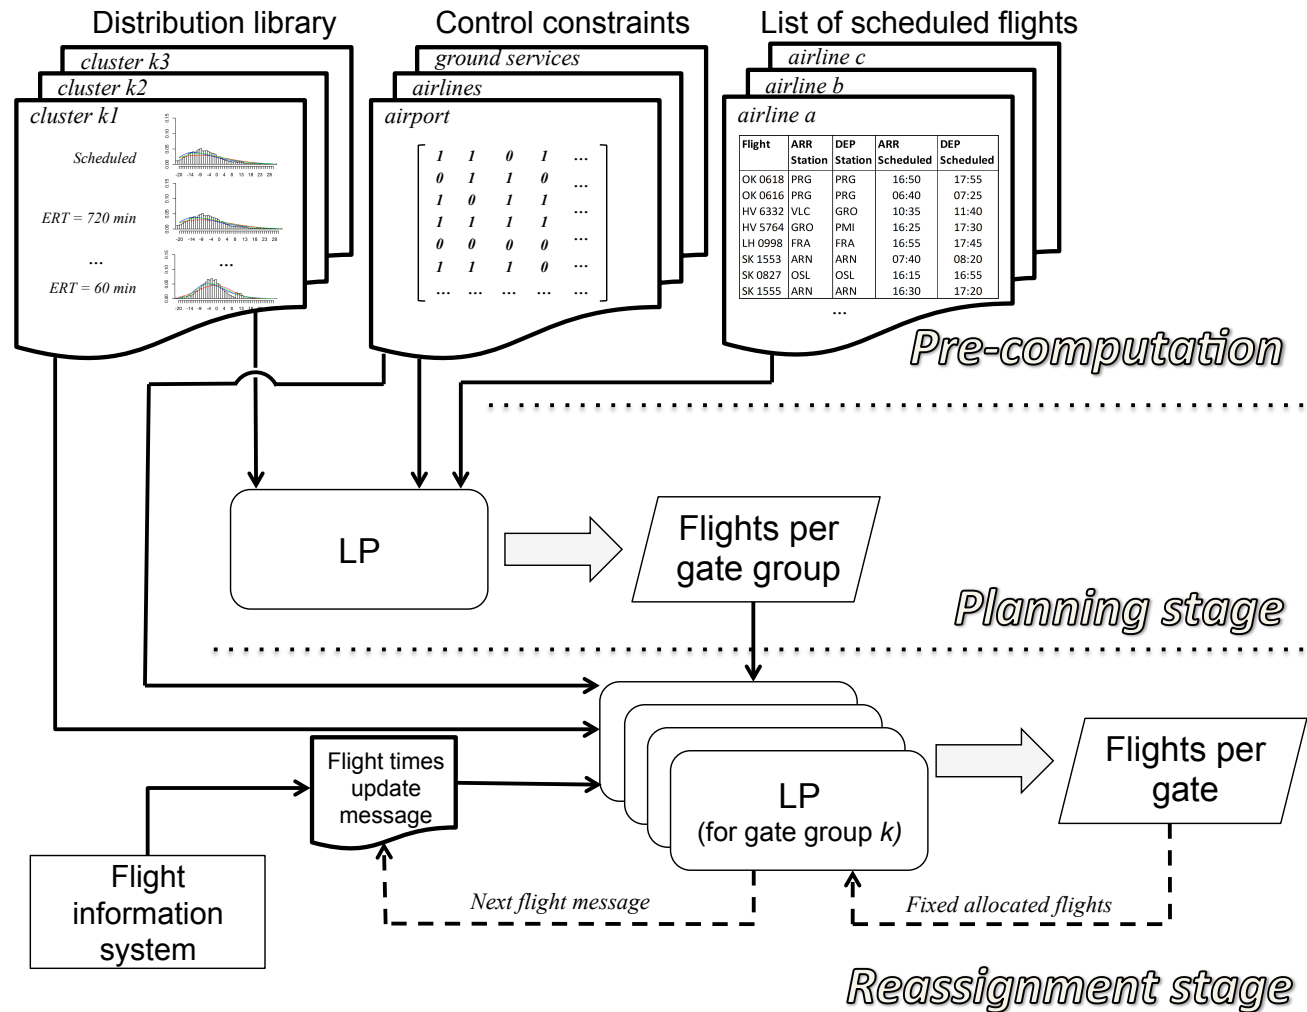 Distribution library
Control constraints
List of scheduled flights
cluster k3
cluster k2
cluster k1
Scheduled
ERT = 720 min
...
...
ERT = 60 min
ground services
airlines
airport
1 1 0 1 ...
0 1 1 0 ...
1 0 1 1
1 1 1 1 ...
0 0 0 0 ...
1 1 1 0 ...
... ... ... ... ...
airline c
airline b
airline a
Flight ARR Station DEP Station ARR Scheduled DEP Scheduled
OK 0618 PRG PRG 16:50 17:55
OK 0616 PRG PRG 06:40 07:25
HV 6332 VLC GRO 10:35 11:40
HV 5764 GRO PMI 16:25 17:30
LH 0998 FRA FRA 16:55 17:45
SK 1553 ARN ARN 07:40 08:20
SK 0827 OSL OSL 16:15 16:55
SK 1555 ARN ARN 16:30 17:20
...
Pre-computation
LP
Flights per
gate group
Planning stage
Flight times
update
message
LP
(for gate group k)
Flights per
gate
Flight
information
system
Next flight message
Fixed allocated flights
Reassignment stage